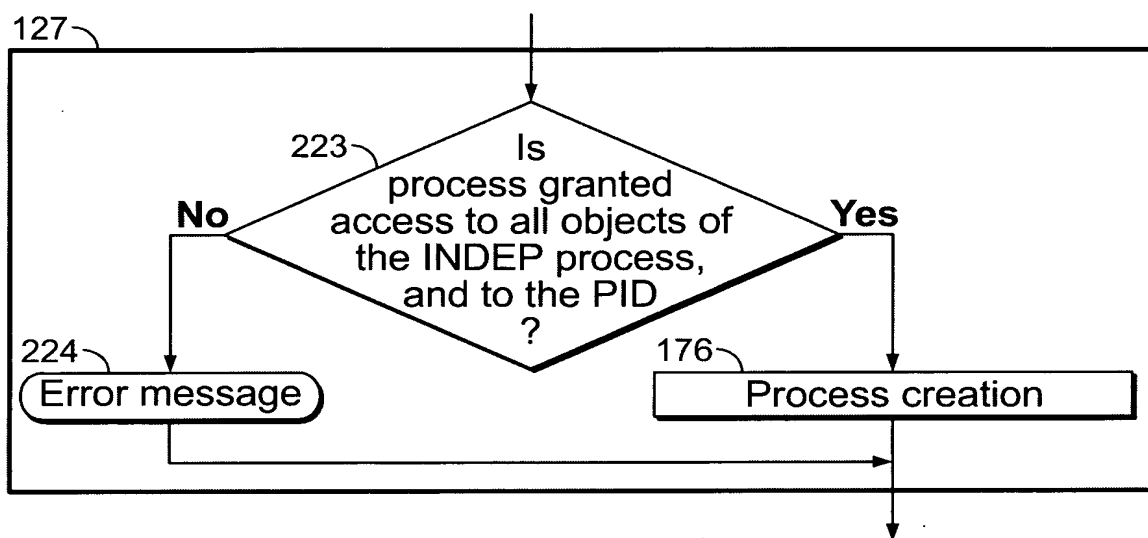 127
223
Is
process granted
access to all objects of
the INDEP process,
and to the PID
?
No
Yes
224
Error message
176
Process creation